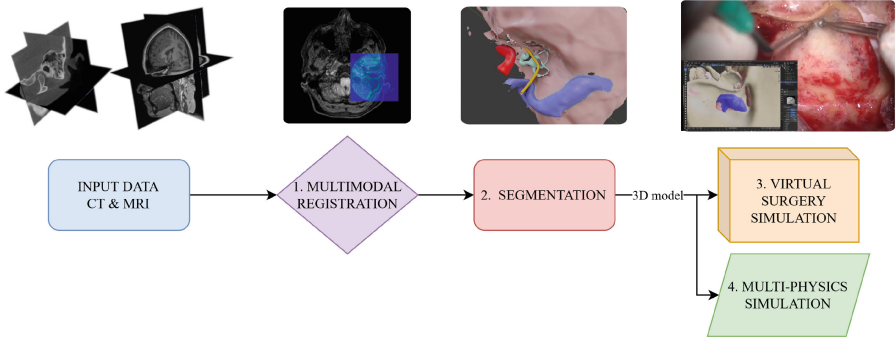 INPUT DATA
CT & MRI
1. MULTIMODAL
REGISTRATION
2. SEGMENTATION
3D model
3. VIRTUAL
SURGERY
SIMULATION
4. MULTI-PHYSICS
SIMULATION